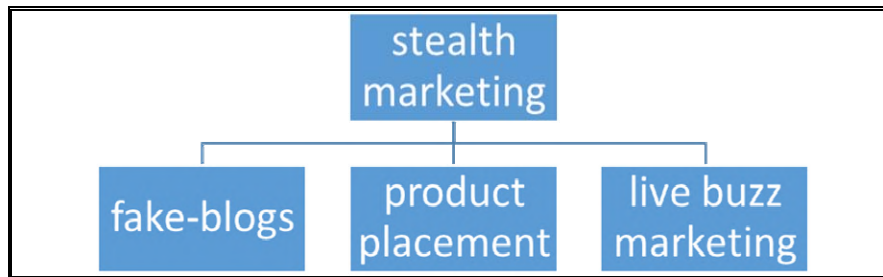 stealth
marketing
fake-blogs
product
placement
live buzz
marketing